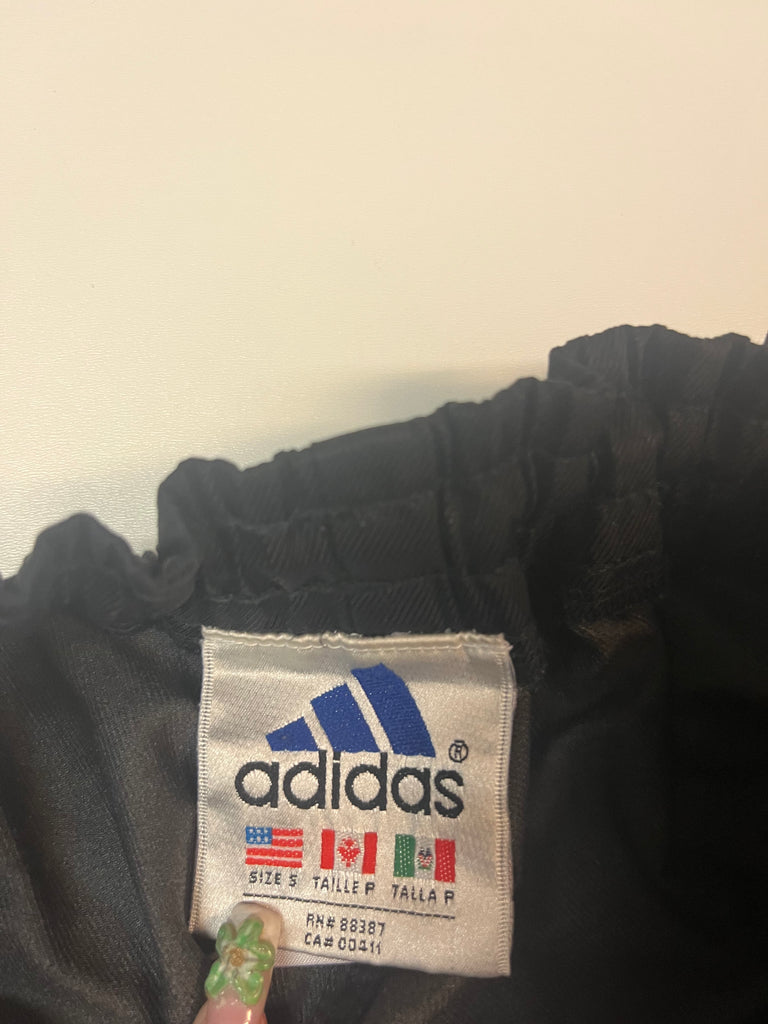 adidas®
SIZE S TAILLE P TALLA P
RN# 88387
CA# 00411